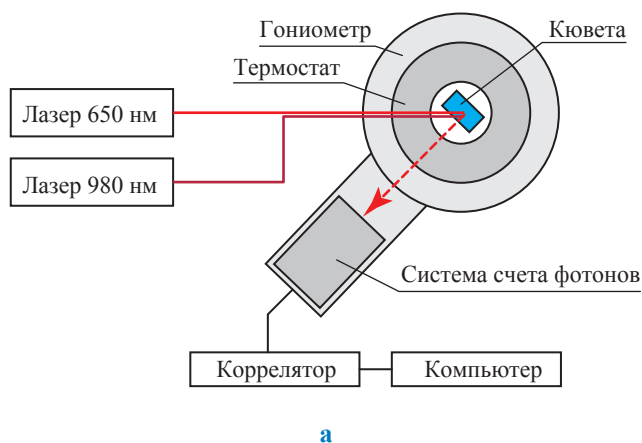 Гониометр
Кювета
Термостат
Лазер 650 нм
Лазер 980 нм
Система счета фотонов
Коррелятор
Компьютер
а